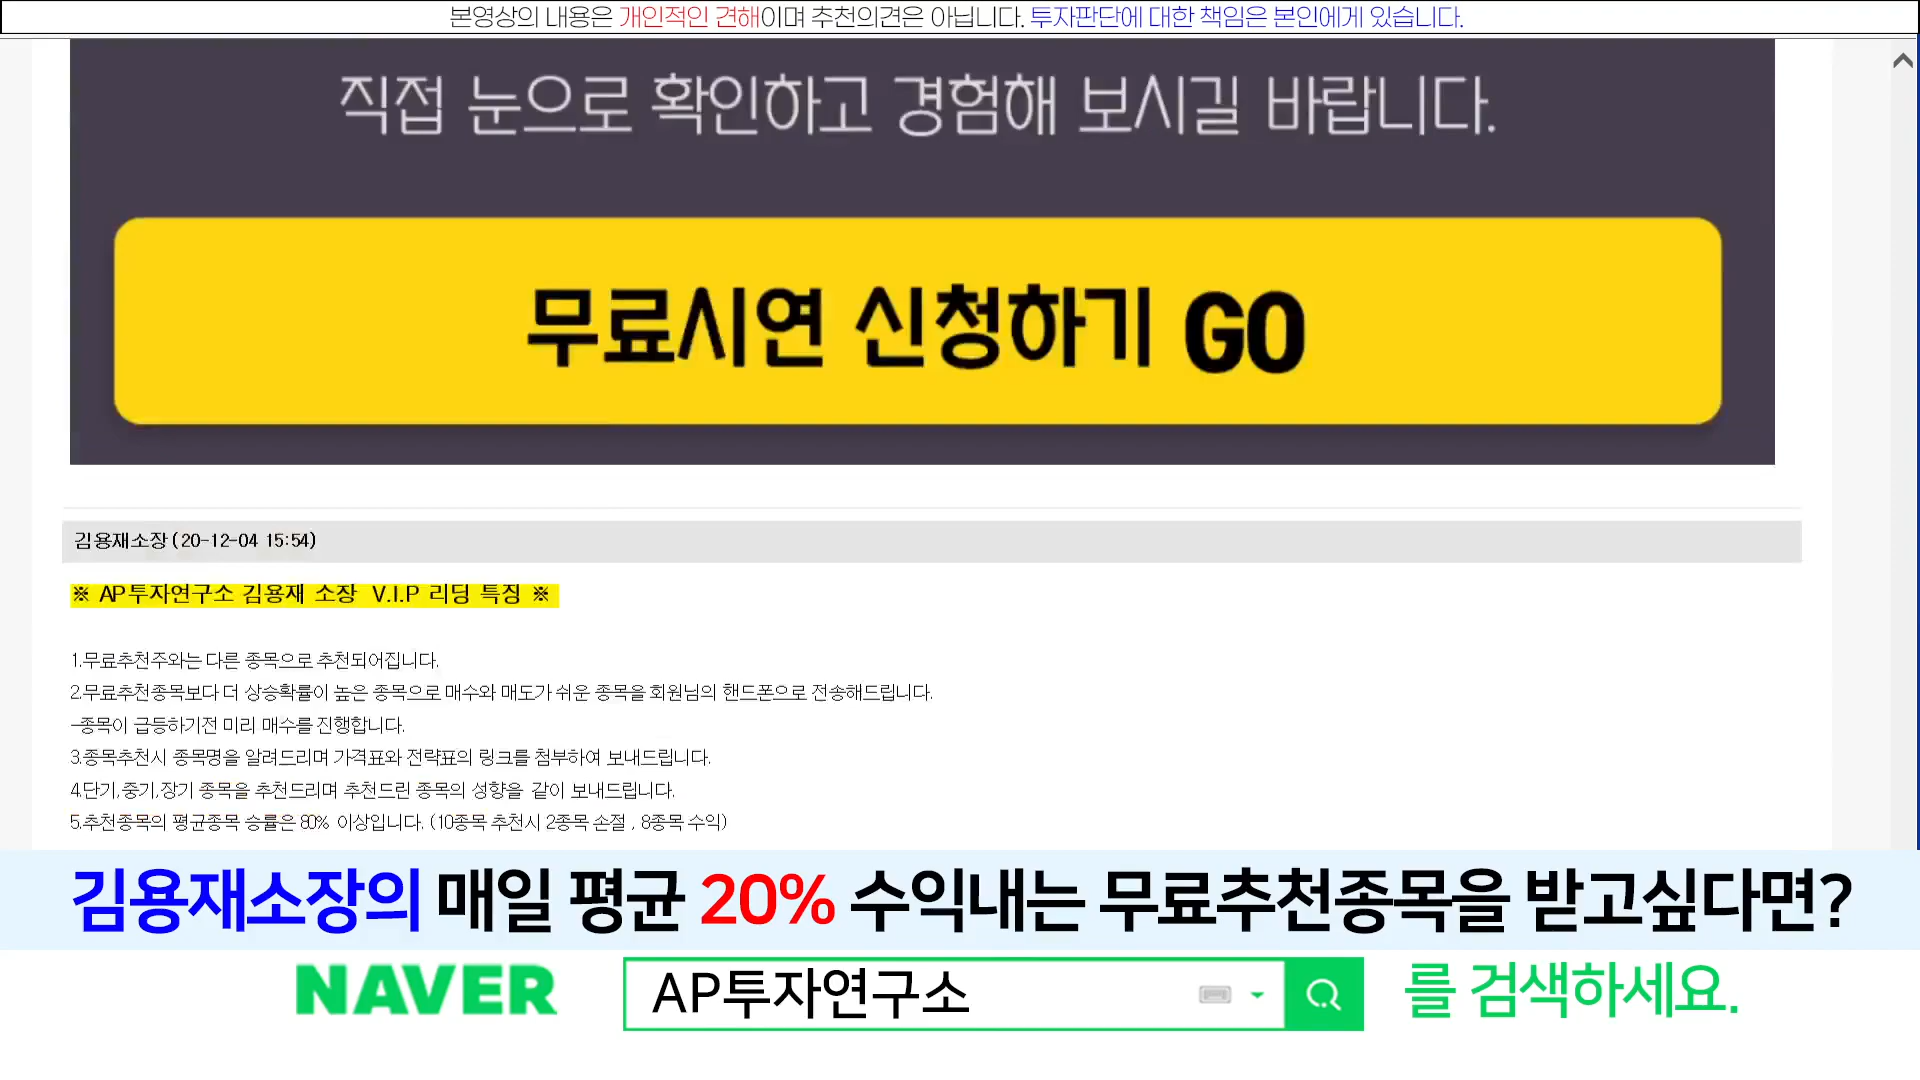 본영상의 내용은 개인적인 견해이며 추천의견은 아닙니다. 투자판단에 대한 책임은 본인에게 있습니다.
직접 눈으로 확인하고 경험해 보시길 바랍니다.
무료시연 신청하기 GO
김용재소장(20-12-04 15:54)
※ AP투자연구소 김용재 소장 V.I.P 리딩 특징 ※
1.무료추천주와는 다른 종목으로 추천되어집니다.
2.무료추천종목보다 더 상승확률이 높은 종목으로 매수와 매도가 쉬운 종목을 회원님의 핸드폰으로 전송해드립니다.
-종목이 급등하기전 미리 매수를 진행합니다.
3.종목추천시 종목명을 알려드리며 가격표와 전략표의 링크를 첨부하여 보내드립니다.
4.단기,중기,장기 종목을 추천드리며 추천드린 종목의 성향을 같이 보내드립니다.
5.추천종목의 평균종목 승률은 80% 이상입니다. (10종목 추천시 2종목 손절 , 8종목 수익)
김용재소장의 매일 평균 20% 수익내는 무료추천종목을 받고싶다면?
NAVER AP투자연구소 를 검색하세요.